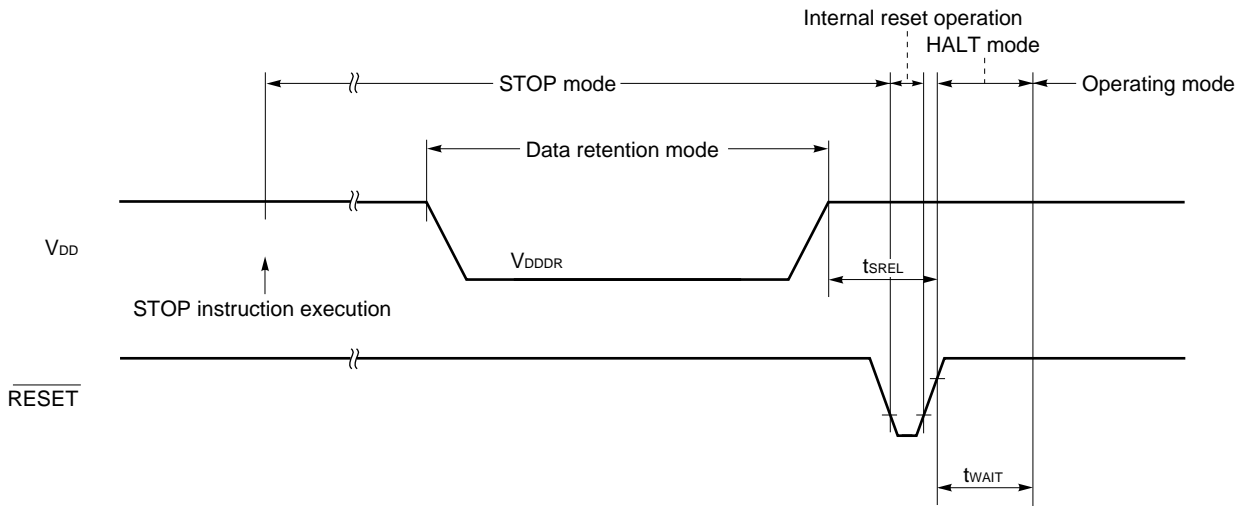 Internal reset operation
HALT mode
STOP mode
Operating mode
Data retention mode
VDD
VDDDR
tSREL
STOP instruction execution
RESET
tWAIT